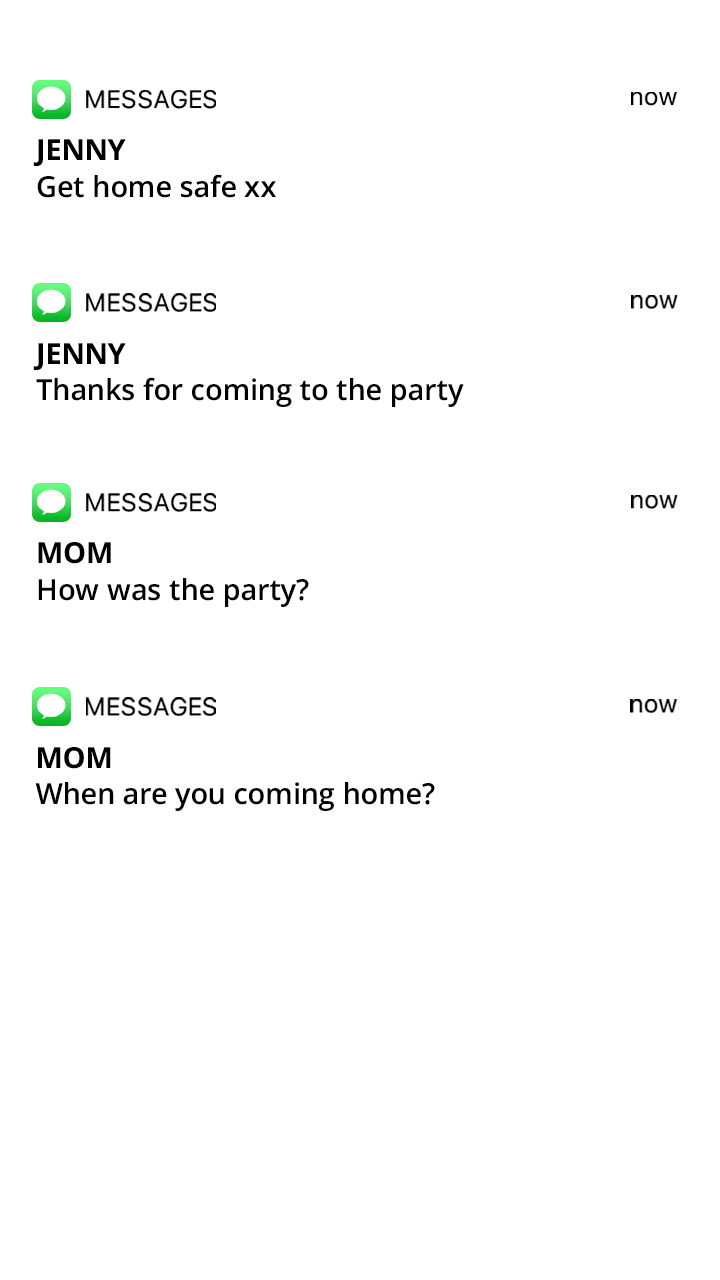 MESSAGES now
JENNY
Get home safe xx
MESSAGES now
JENNY
Thanks for coming to the party
MESSAGES now
MOM
How was the party?
MESSAGES now
MOM
When are you coming home?